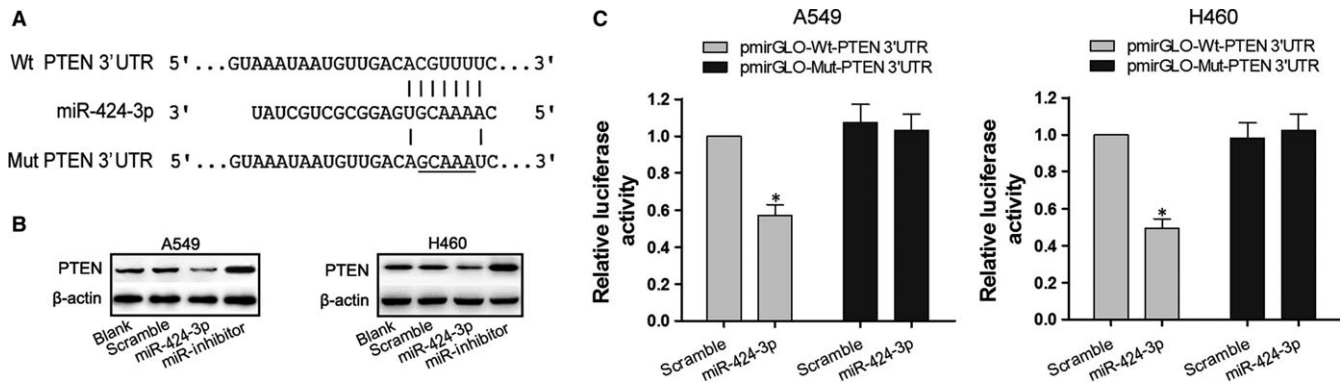 A
Wt PTEN 3'UTR 5'...GUAAAUAAUGUUGACACGUUUUC...3'
miR-424-3p 3' UAUCGUCGCGGAGUGCAAAAC 5'
Mut PTEN 3'UTR 5'...GUAAAUAAUGUUGACAGCAAAUC...3'
B
A549
PTEN
β-actin
Blank
Scramble
miR-424-3p
miR-inhibitor
H460
PTEN
β-actin
Blank
Scramble
miR-424-3p
miR-inhibitor
C
A549
pmirGLO-Wt-PTEN 3'UTR
pmirGLO-Mut-PTEN 3'UTR
Relative luciferase
activity
1.2
1.0
0.8
0.6
0.4
0.2
0.0
*
Scramble
miR-424-3p
Scramble
miR-424-3p
H460
pmirGLO-Wt-PTEN 3'UTR
pmirGLO-Mut-PTEN 3'UTR
Relative luciferase
activity
1.2
1.0
0.8
0.6
0.4
0.2
0.0
*
Scramble
miR-424-3p
Scramble
miR-424-3p